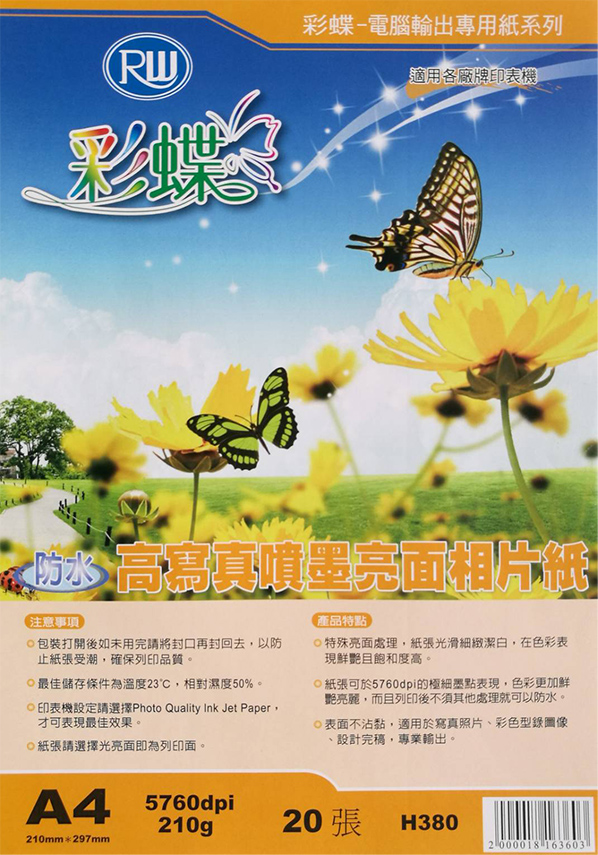 彩蝶-電腦輸出專用紙系列
RW
適用各廠牌印表機
彩蝶
防水 高寫真噴墨亮面相片紙
注意事項
包裝打開後如未用完請將封口再封回去，以防
止紙張受潮，確保列印品質。
最佳儲存條件為溫度23℃，相對濕度50%。
印表機設定請選擇Photo Quality Ink Jet Paper，
才可表現最佳效果。
紙張請選擇光亮面即為列印面。
產品特點
特殊亮面處理，紙張光滑細緻潔白，在色彩表
現鮮艷目飽和度高。
紙張可於5760dpi的極細墨點表現，色彩更加鮮
艷亮麗，而且列印後不須其他處理就可以防水。
表面不沾黏，適用於寫真照片、彩色型錄圖像
、設計完稿，專業輸出。
A4
210mm*297mm
5760dpi
210g
20 張
H380
2 000018 163603